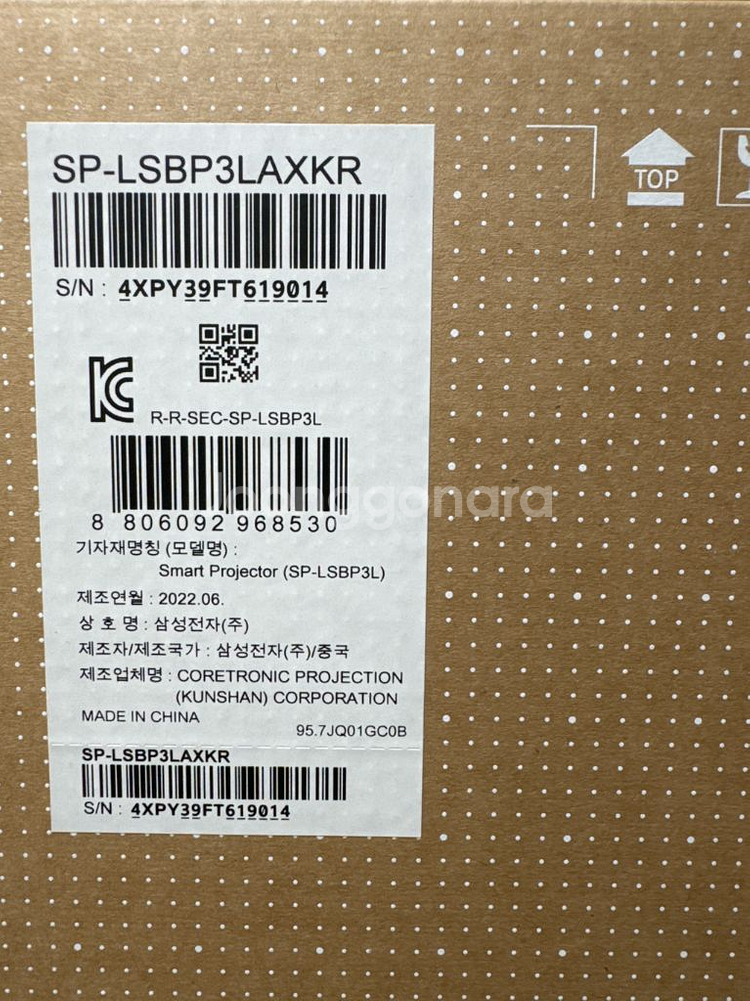 SP-LSBP3LAXKR
S/N : 4XPY39FT619014
TOP
R-R-SEC-SP-LSBP3L
8 806092 968530
joonggonara
기자재명칭 (모델명) :
Smart Projector (SP-LSBP3L)
제조연월 : 2022.06.
상 호 명 : 삼성전자(주)
제조자/제조국가 : 삼성전자(주)/중국
제조업체명 : CORETRONIC PROJECTION
(KUNSHAN) CORPORATION
MADE IN CHINA
95.7JQ01GC0B
SP-LSBP3LAXKR
S/N : 4XPY39FT619014